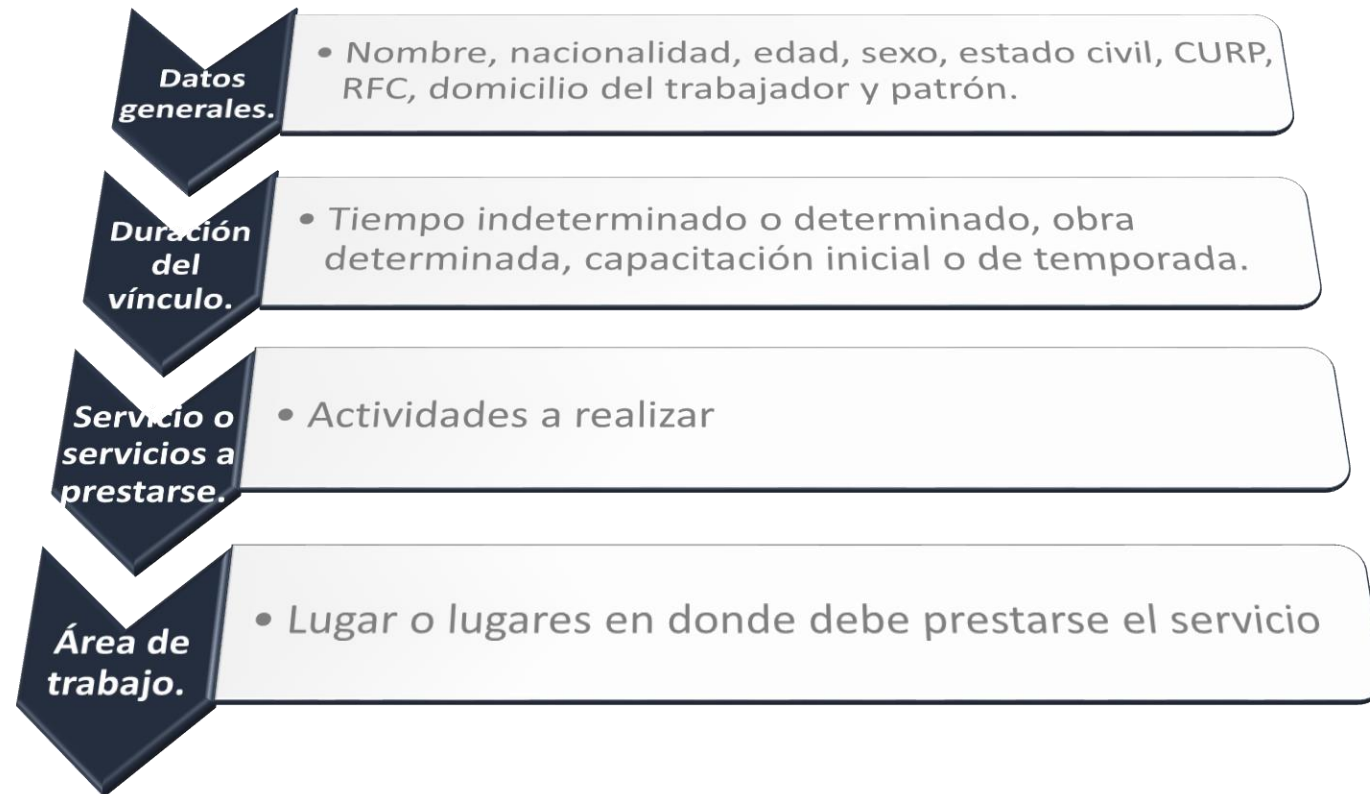 Datos
generales.
• Nombre, nacionalidad, edad, sexo, estado civil, CURP,
RFC, domicilio del trabajador y patrón.
Duración
del
vínculo.
• Tiempo indeterminado o determinado, obra
determinada, capacitación inicial o de temporada.
Servicio o
servicios a
prestarse.
• Actividades a realizar
Área de
trabajo.
• Lugar o lugares en donde debe prestarse el servicio